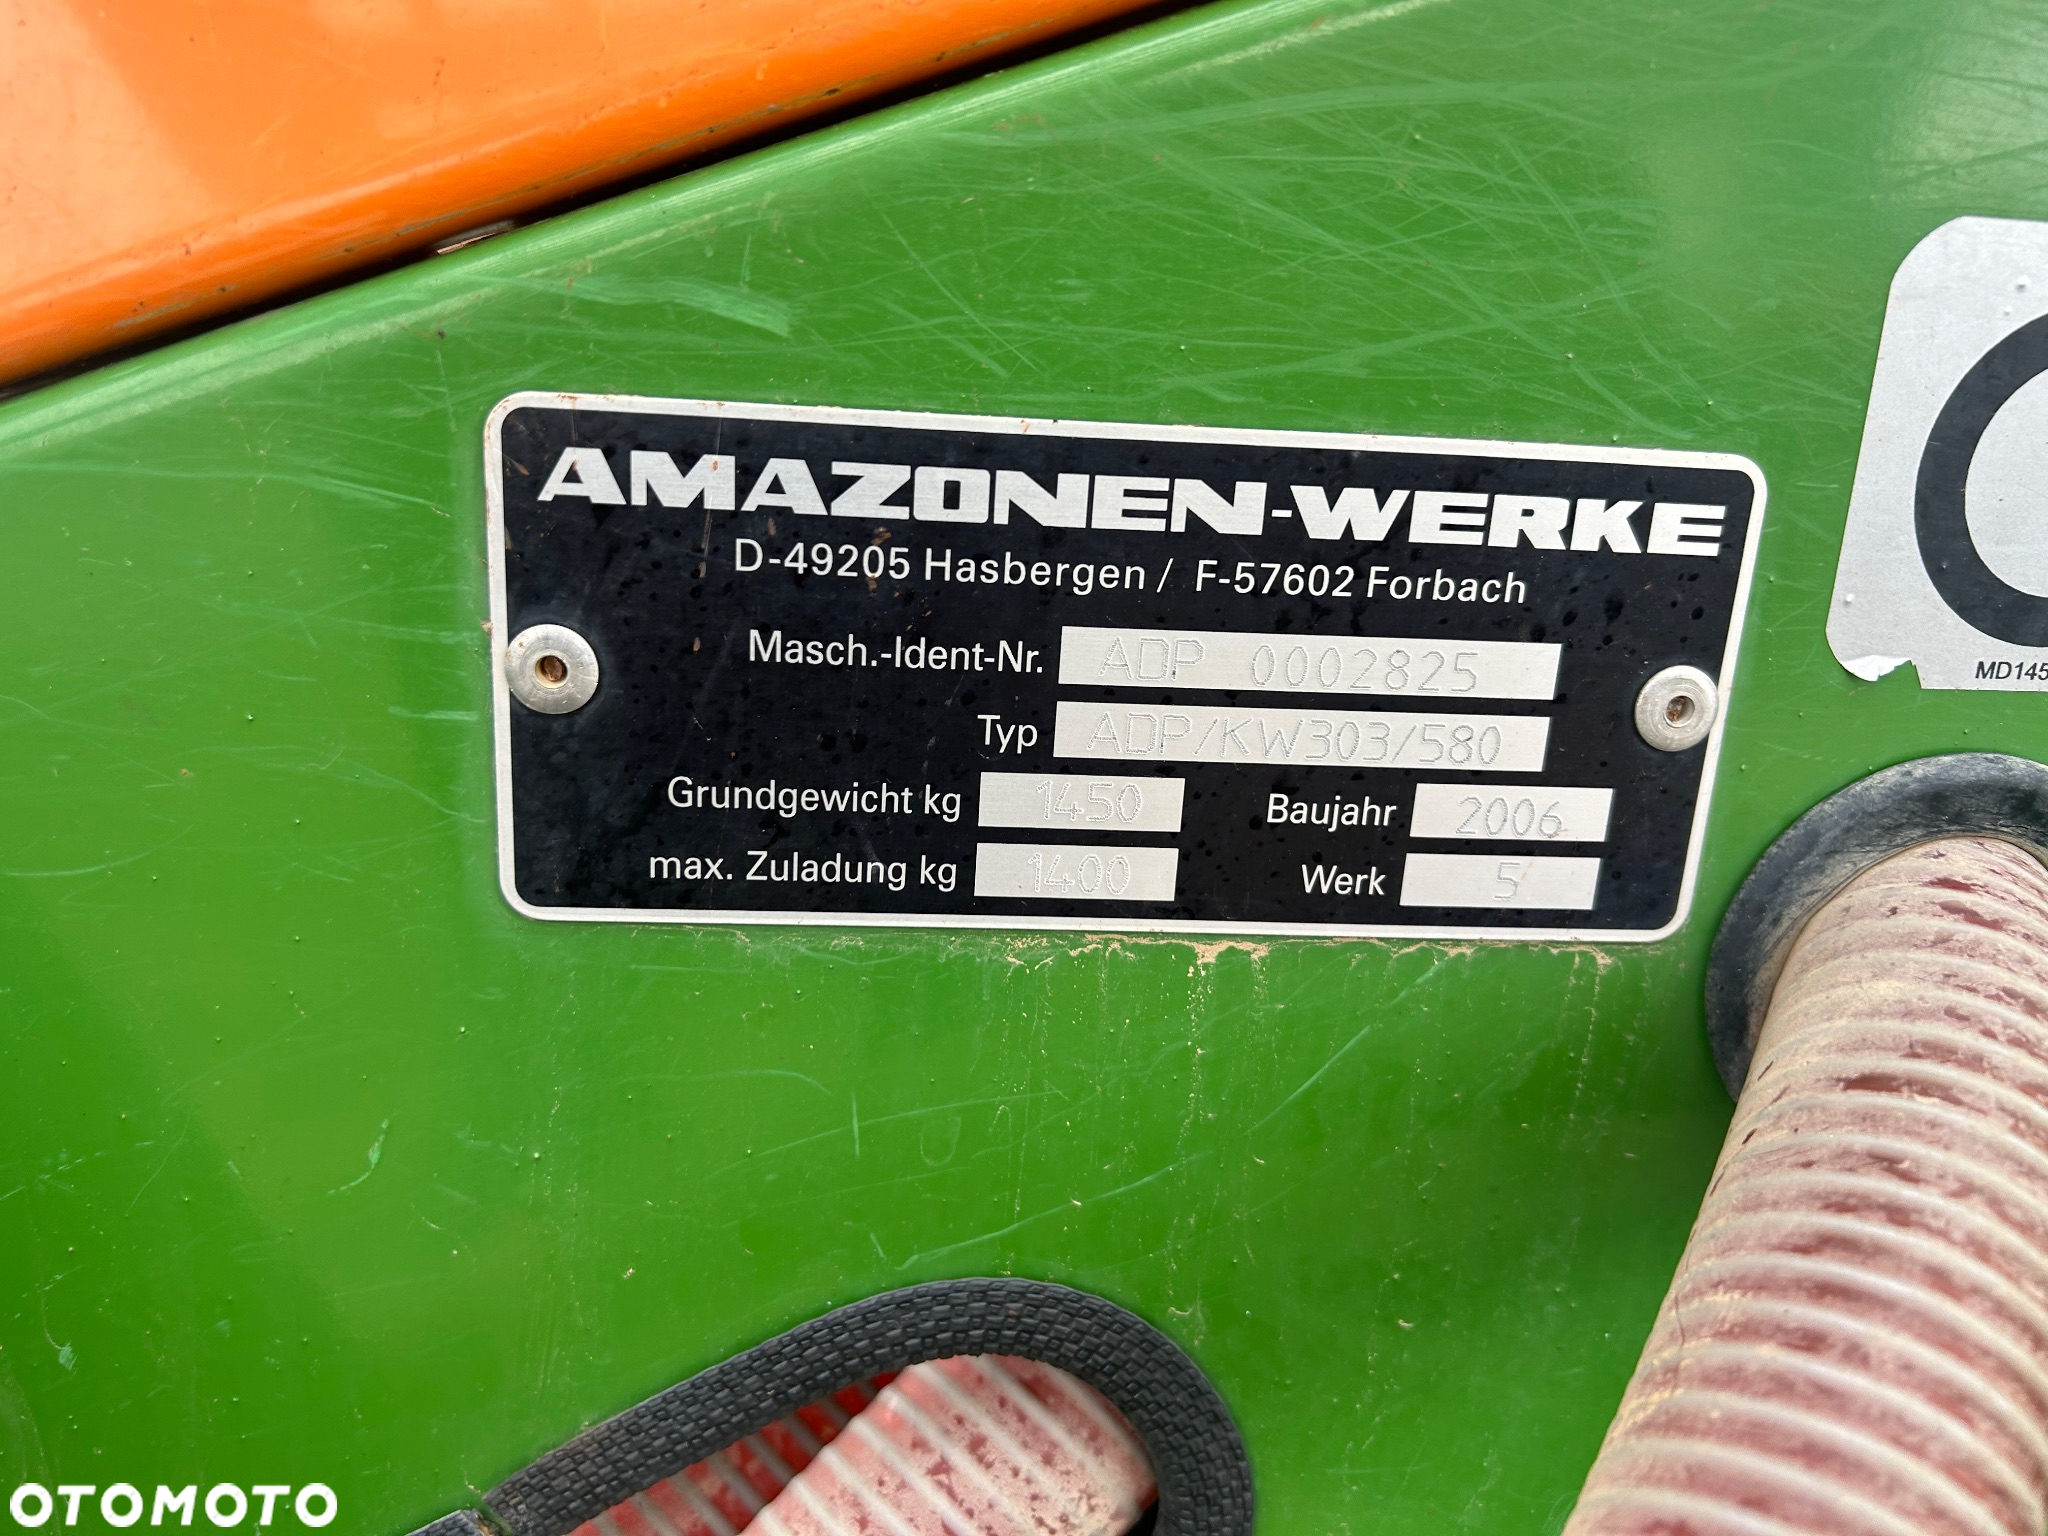 AMAZONEN-WERKE
D-49205 Hasbergen / F-57602 Forbach
Masch.-Ident-Nr. ADP 0002825
Typ ADP/KW303/580
Grundgewicht kg 1450 Baujahr 2006
max. Zuladung kg 1400 Werk 5
MD145
OTOMOTO